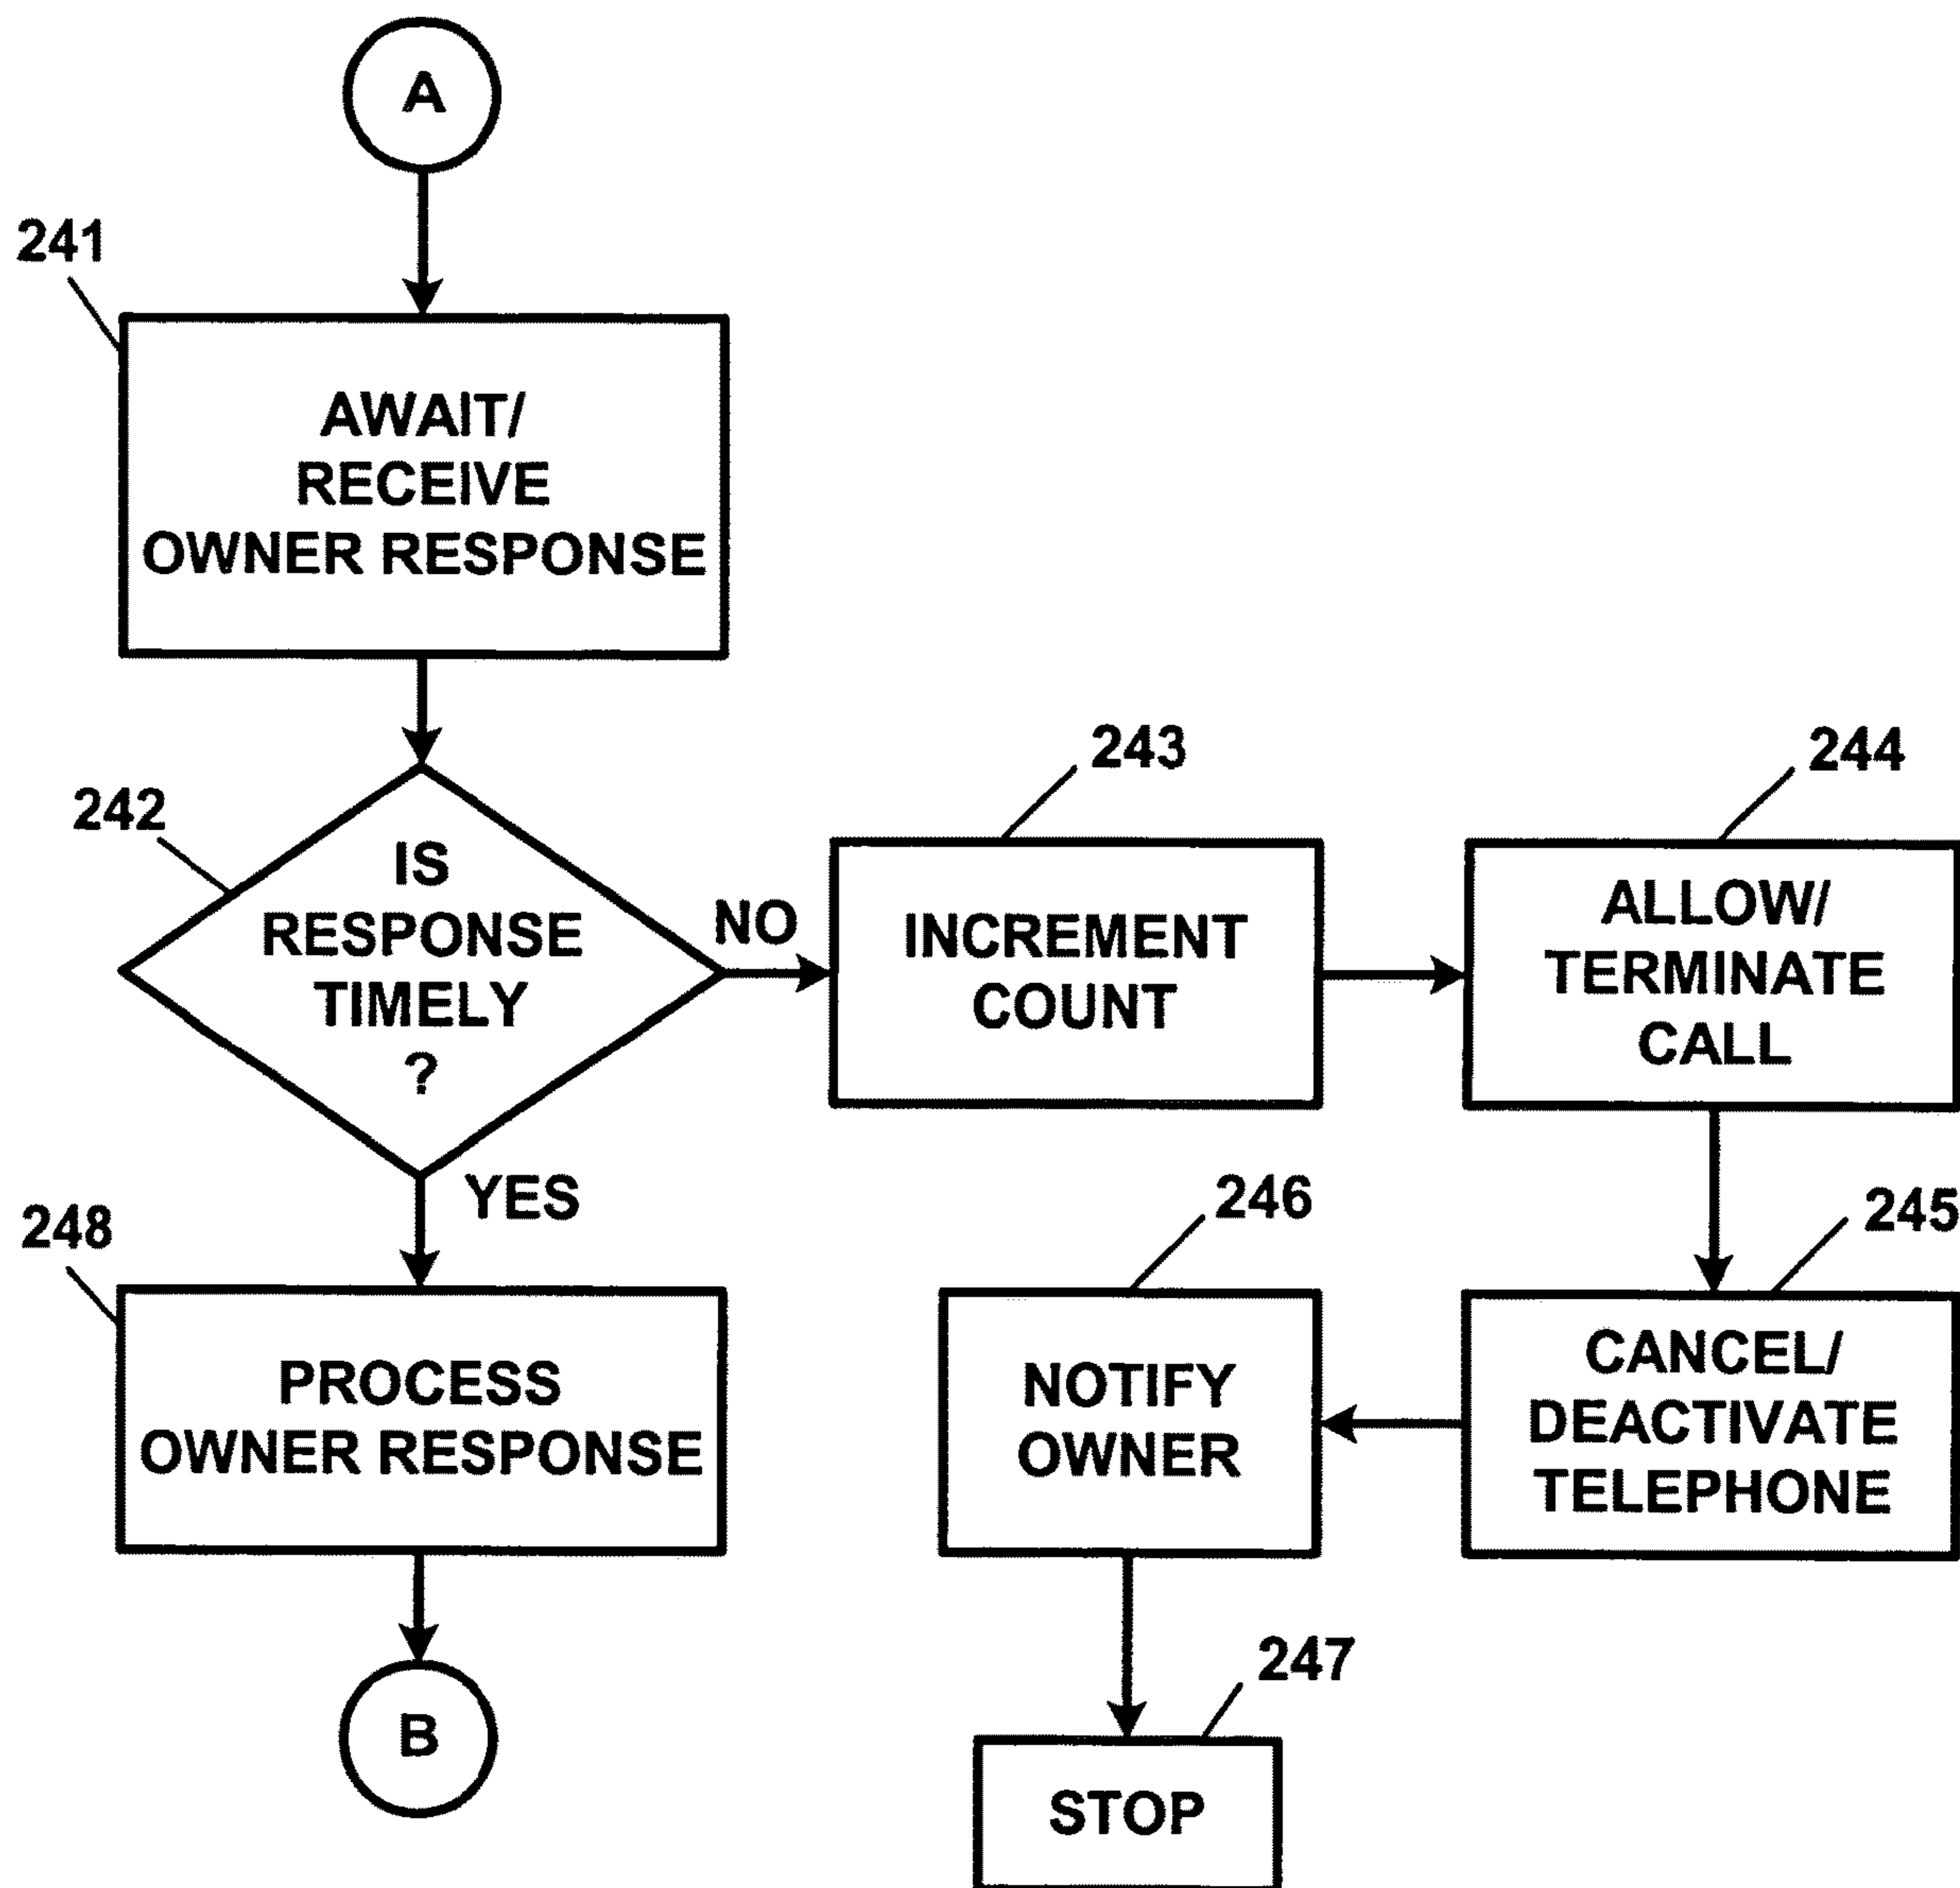 A
241
AWAIT/
RECEIVE
OWNER RESPONSE
242
IS
RESPONSE
TIMELY
?
NO
243
INCREMENT
COUNT
244
ALLOW/
TERMINATE
CALL
YES
248
PROCESS
OWNER RESPONSE
B
246
NOTIFY
OWNER
245
CANCEL/
DEACTIVATE
TELEPHONE
247
STOP